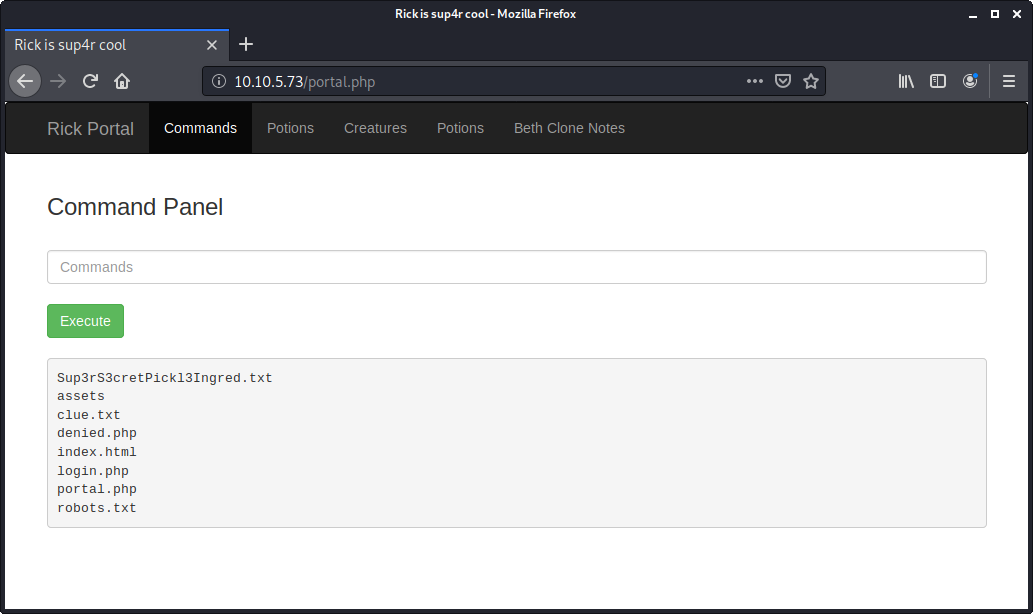 Rick is sup4r cool - Mozilla Firefox
Rick is sup4r cool
10.10.5.73/portal.php
Rick Portal Commands Potions Creatures Potions Beth Clone Notes
Command Panel
Commands
Execute
Sup3rS3cretPickl3Ingred.txt
assets
clue.txt
denied.php
index.html
login.php
portal.php
robots.txt